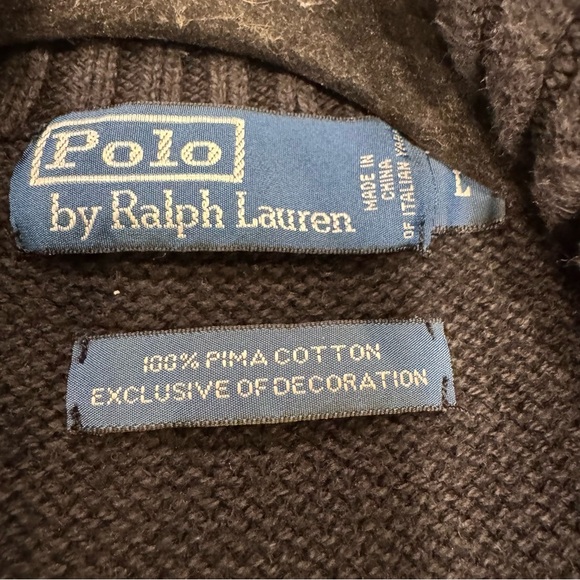 Polo
by Ralph Lauren
MADE IN
CHINA
OF ITALIAN
L
100% PIMA COTTON
EXCLUSIVE OF DECORATION